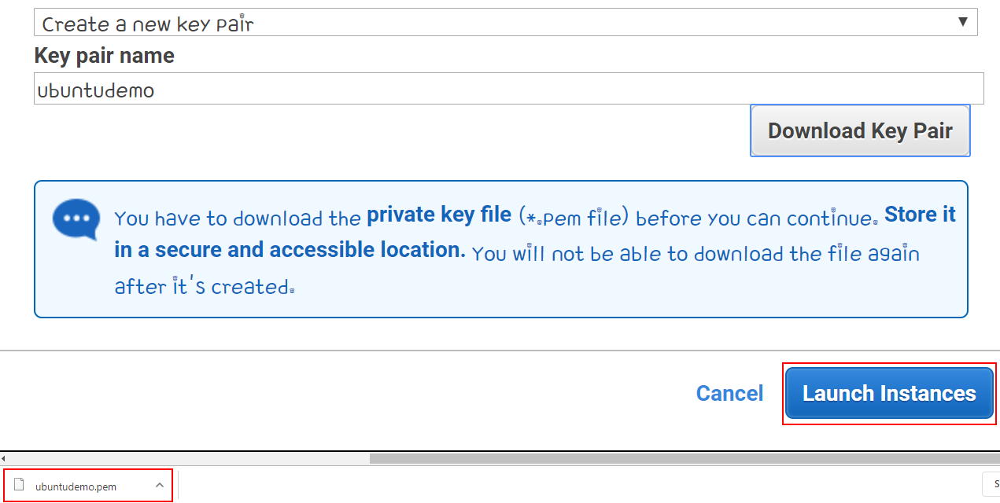 Create a new key pair
Key pair name
ubuntudemo
Download Key Pair
You have to download the private key file (*.pem file) before you can continue. Store it
in a secure and accessible location. You will not be able to download the file again
after it's created.
Cancel
Launch Instances
ubuntudemo.pem